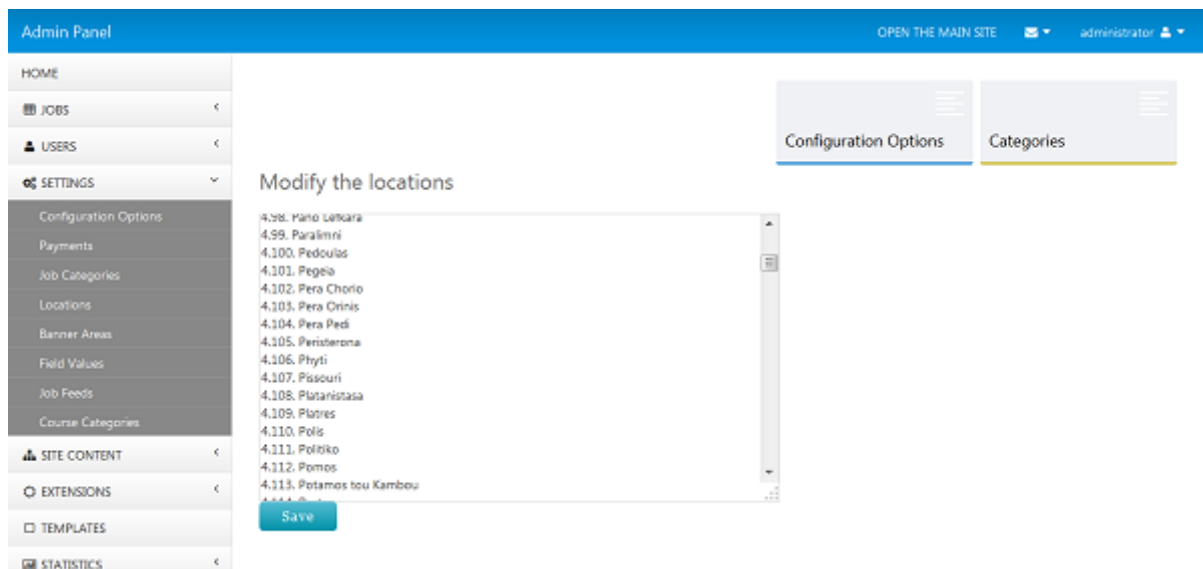 Admin Panel
OPEN THE MAIN SITE
administrator
HOME
JOBS
USERS
SETTINGS
Configuration Options
Payments
Job Categories
Locations
Banner Areas
Field Values
Job Feeds
Course Categories
SITE CONTENT
EXTENSIONS
TEMPLATES
STATISTICS
Configuration Options
Categories
Modify the locations
4.98. Pano Lefkara
4.99. Paralimni
4.100. Pedoulas
4.101. Pegeia
4.102. Pera Chorio
4.103. Pera Orinis
4.104. Pera Pedi
4.105. Peristerona
4.106. Phyti
4.107. Pissouri
4.108. Platanistasa
4.109. Platres
4.110. Polis
4.111. Politiko
4.112. Pomos
4.113. Potamos tou Kambou
Save